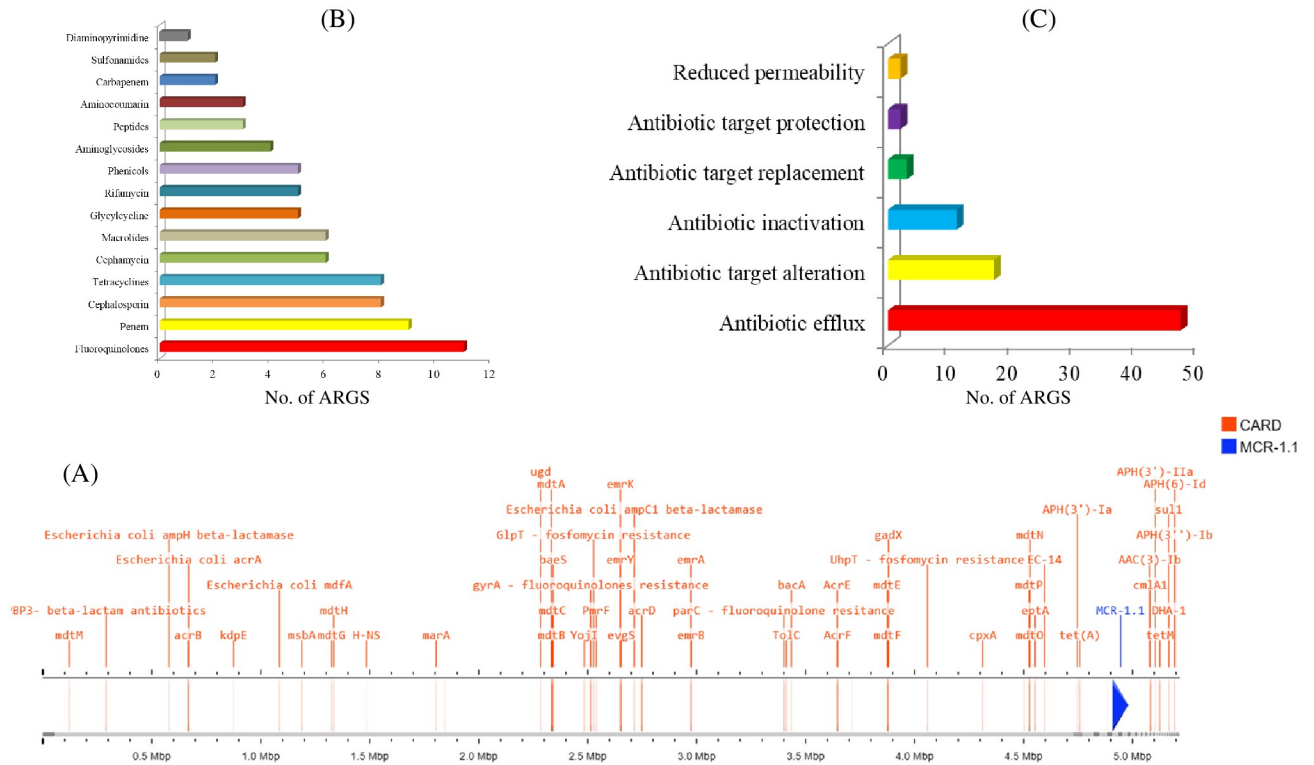 (B)
Diaminopyrimidine
Sulfonamides
Carbapenem
Aminocoumarin
Peptides
Aminoglycosides
Phenicols
Rifamycin
Glycylcycline
Macrolides
Cephamycin
Tetracyclines
Cephalosporin
Penem
Fluoroquinolones
0 2 4 6 8 10 12
No. of ARGS
(C)
Reduced permeability
Antibiotic target protection
Antibiotic target replacement
Antibiotic inactivation
Antibiotic target alteration
Antibiotic efflux
0 10 20 30 40 50
No. of ARGS
CARD
MCR-1.1
(A)
ugd APH(3')-IIa
mdtA emrK APH(6)-Id
Escherichia coli ampC1 beta-lactamase APH(3')-Ia sul1
Escherichia coli ampH beta-lactamase GlpT - fosfomycin resistance gadX mdtN APH(3'')-Ib
Escherichia coli acrA baeS emrY emrA UhpT - fosfomycin resistance EC-14 AAC(3)-Ib
Escherichia coli mdfA gyrA - fluoroquinolones resistance bacA AcrE mdtE mdtP cmlA1
PBP3- beta-lactam antibiotics mdtH mdtC PmrF acrD parC - fluoroquinolone resitance eptA MCR-1.1 DHA-1
mdtM acrB kdpE msbA mdtG H-NS marA mdtB YojI evgS emrB TolC AcrF mdtF cpxA mdtO tet(A) tetM
0.5 Mbp 1.0 Mbp 1.5 Mbp 2.0 Mbp 2.5 Mbp 3.0 Mbp 3.5 Mbp 4.0 Mbp 4.5 Mbp 5.0 Mbp